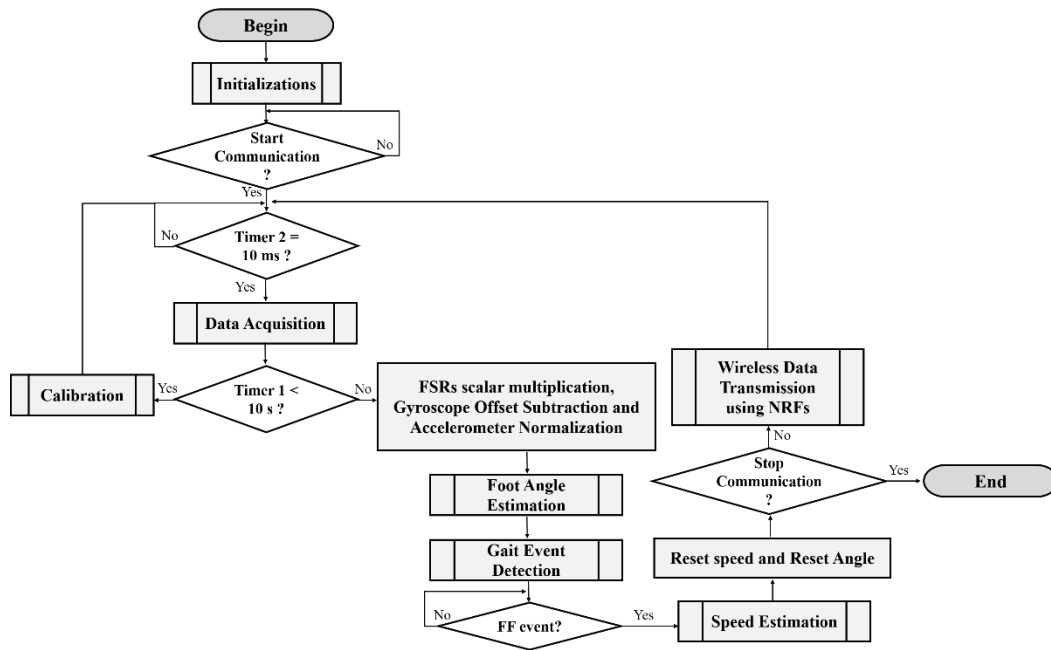 Begin
Initializations
Start
Communication
?
No
Yes
No
Timer 2 =
10 ms ?
Yes
Data Acquisition
Calibration
Yes
Timer 1 <
10 s ?
No
FSRs scalar multiplication,
Gyroscope Offset Subtraction and
Accelerometer Normalization
Foot Angle
Estimation
Gait Event
Detection
No
FF event?
Yes
Speed Estimation
Reset speed and Reset Angle
Stop
Communication
?
Yes
End
No
Wireless Data
Transmission
using NRFs